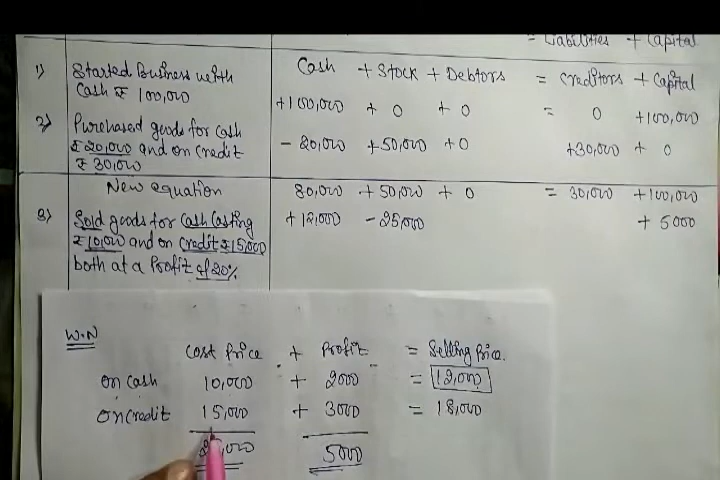 = Liabilities + Capital
1) Started Business with Cash + Stock + Debtors = Creditors + Capital
Cash ₹ 100,000 +100,000 + 0 + 0 = 0 +100,000
2) Purchased goods for cash - 20,000 +50,000 +0 +30,000 + 0
₹20,000 and on credit
₹ 30,000
New equation 80,000 + 50,000 + 0 = 30,000 +100,000
3) Sold goods for cash costing +12,000 - 25,000 + 5000
₹10,000 and on credit ₹15,000
both at a Profit of 20%
W.N
Cost Price + Profit = Selling Price.
on cash 10,000 + 2000 = 12,000
on credit 15,000 + 3000 = 18,000
5000